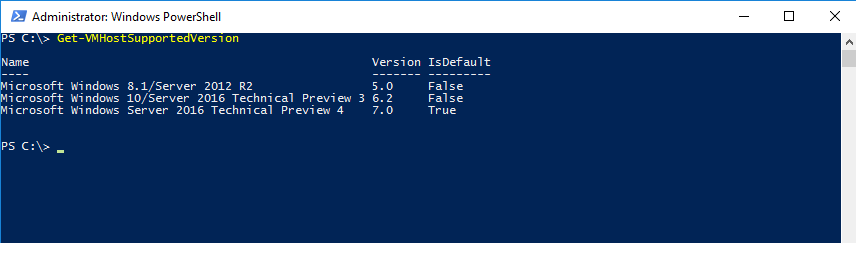 Administrator: Windows PowerShell
PS C:\> Get-VMHostSupportedVersion
Name Version IsDefault
---- ------- ---------
Microsoft Windows 8.1/Server 2012 R2 5.0 False
Microsoft Windows 10/Server 2016 Technical Preview 3 6.2 False
Microsoft Windows Server 2016 Technical Preview 4 7.0 True
PS C:\> _